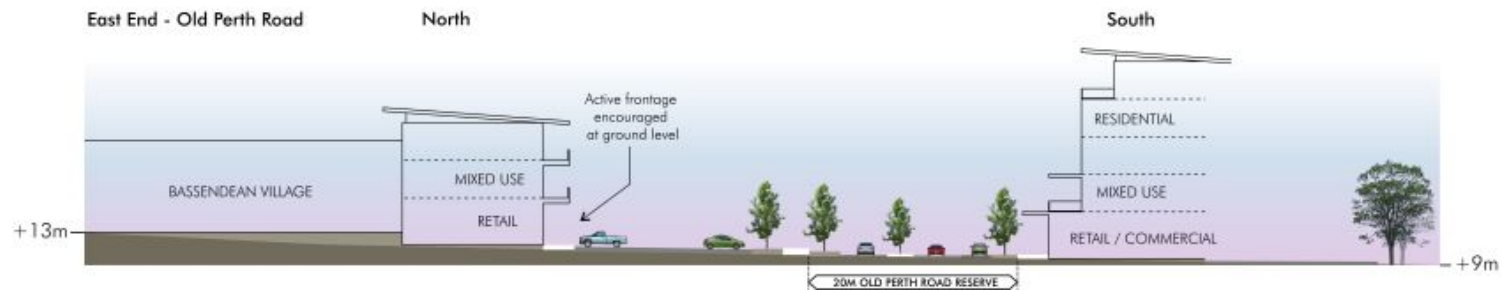 East End - Old Perth Road
North
South
Active frontage
encouraged
at ground level
RESIDENTIAL
BASSENDEAN VILLAGE
MIXED USE
MIXED USE
RETAIL
RETAIL / COMMERCIAL
+13m
+9m
20M OLD PERTH ROAD RESERVE